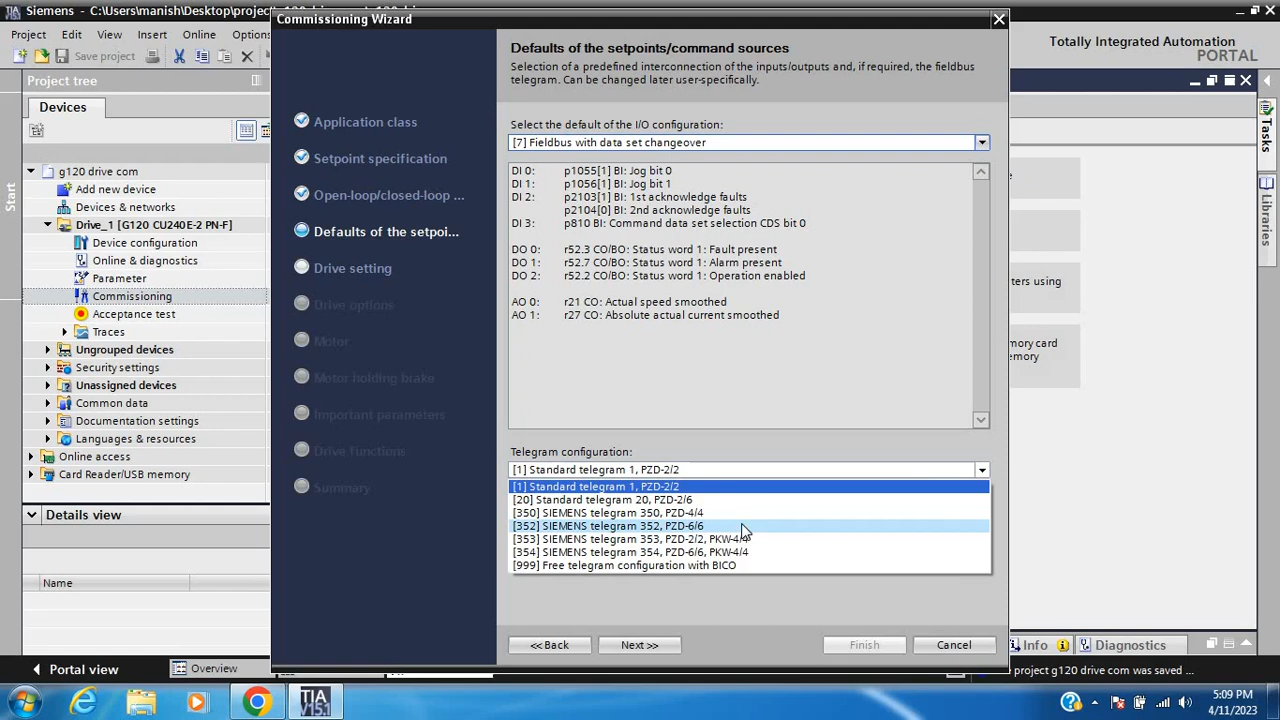 Siemens - C:\Users\manish\Desktop\project
Commissioning Wizard
Project Edit View Insert Online Options
Totally Integrated Automation
PORTAL
Save project
Defaults of the setpoints/command sources
Selection of a predefined interconnection of the inputs/outputs and, if required, the fieldbus
telegram. Can be changed later user-specifically.
Project tree
Devices
Start
g120 drive com
Add new device
Devices & networks
Drive_1 [G120 CU240E-2 PN-F]
Device configuration
Online & diagnostics
Parameter
Commissioning
Acceptance test
Traces
Ungrouped devices
Security settings
Unassigned devices
Common data
Documentation settings
Languages & resources
Online access
Card Reader/USB memory
Details view
Name
Application class
Setpoint specification
Open-loop/closed-loop ...
Defaults of the setpoi...
Drive setting
Drive options
Motor
Motor holding brake
Important parameters
Drive functions
Summary
Select the default of the I/O configuration:
[7] Fieldbus with data set changeover
DI 0: p1055[1] BI: Jog bit 0
DI 1: p1056[1] BI: Jog bit 1
DI 2: p2103[1] BI: 1st acknowledge faults
p2104[0] BI: 2nd acknowledge faults
DI 3: p810 BI: Command data set selection CDS bit 0
DO 0: r52.3 CO/BO: Status word 1: Fault present
DO 1: r52.7 CO/BO: Status word 1: Alarm present
DO 2: r52.2 CO/BO: Status word 1: Operation enabled
AO 0: r21 CO: Actual speed smoothed
AO 1: r27 CO: Absolute actual current smoothed
Telegram configuration:
[1] Standard telegram 1, PZD-2/2
[1] Standard telegram 1, PZD-2/2
[20] Standard telegram 20, PZD-2/6
[350] SIEMENS telegram 350, PZD-4/4
[352] SIEMENS telegram 352, PZD-6/6
[353] SIEMENS telegram 353, PZD-2/2, PKW-4/4
[354] SIEMENS telegram 354, PZD-6/6, PKW-4/4
[999] Free telegram configuration with BICO
<<Back
Next>>
Finish
Cancel
ters using
mory card
emory
Tasks
Libraries
Info
Diagnostics
Portal view
Overview
he project g120 drive com was saved ...
TIA
V15.1
5:09 PM
4/11/2023